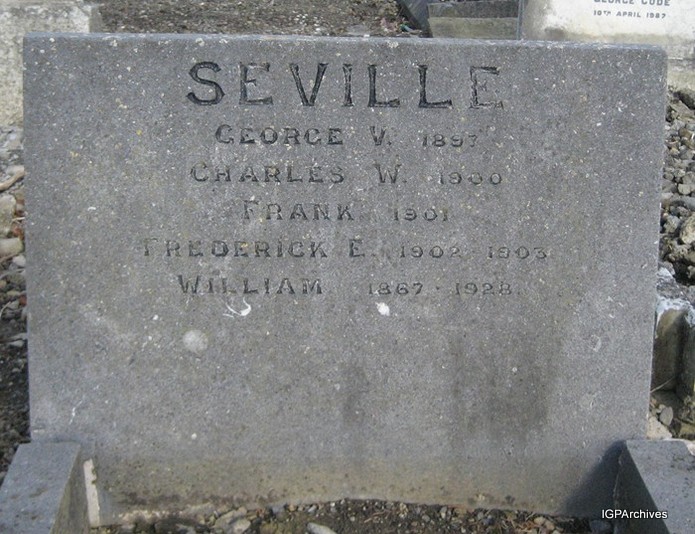 GEORGE CODE
10TH APRIL 1987
SEVILLE
GEORGE V. 1897
CHARLES W. 1900
FRANK 1901
FREDERICK E. 1902 - 1903
WILLIAM 1867 - 1928.
IGPArchives